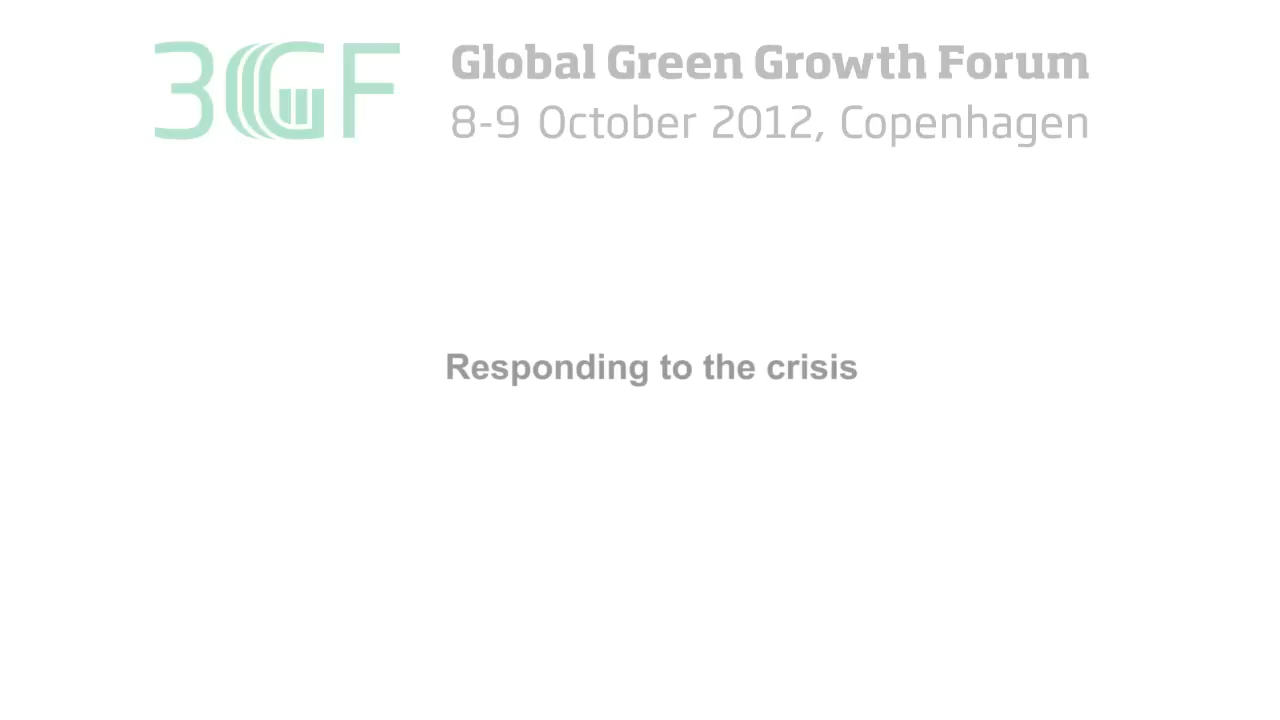 3GF
Global Green Growth Forum
8-9 October 2012, Copenhagen
Responding to the crisis